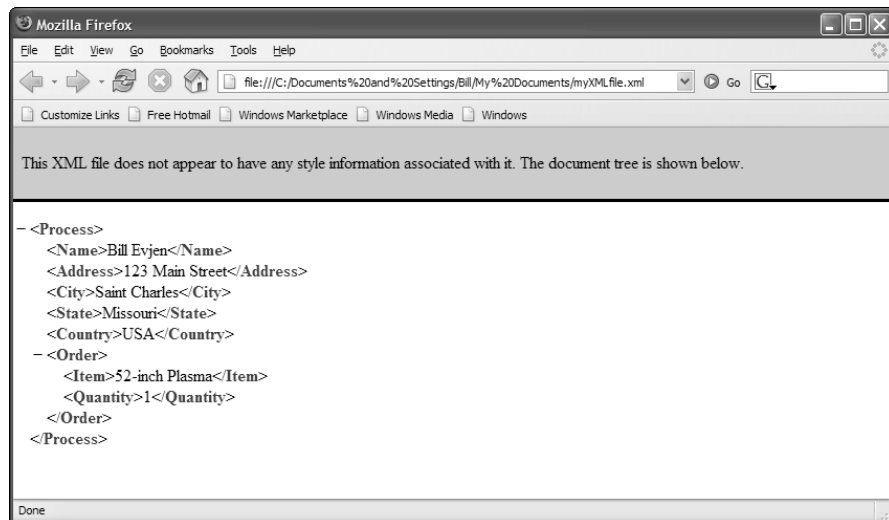 Mozilla Firefox
File Edit View Go Bookmarks Tools Help
file:///C:/Documents%20and%20Settings/Bill/My%20Documents/myXMLfile.xml Go G
Customize Links Free Hotmail Windows Marketplace Windows Media Windows
This XML file does not appear to have any style information associated with it. The document tree is shown below.
− <Process>
<Name>Bill Evjen</Name>
<Address>123 Main Street</Address>
<City>Saint Charles</City>
<State>Missouri</State>
<Country>USA</Country>
− <Order>
<Item>52-inch Plasma</Item>
<Quantity>1</Quantity>
</Order>
</Process>
Done